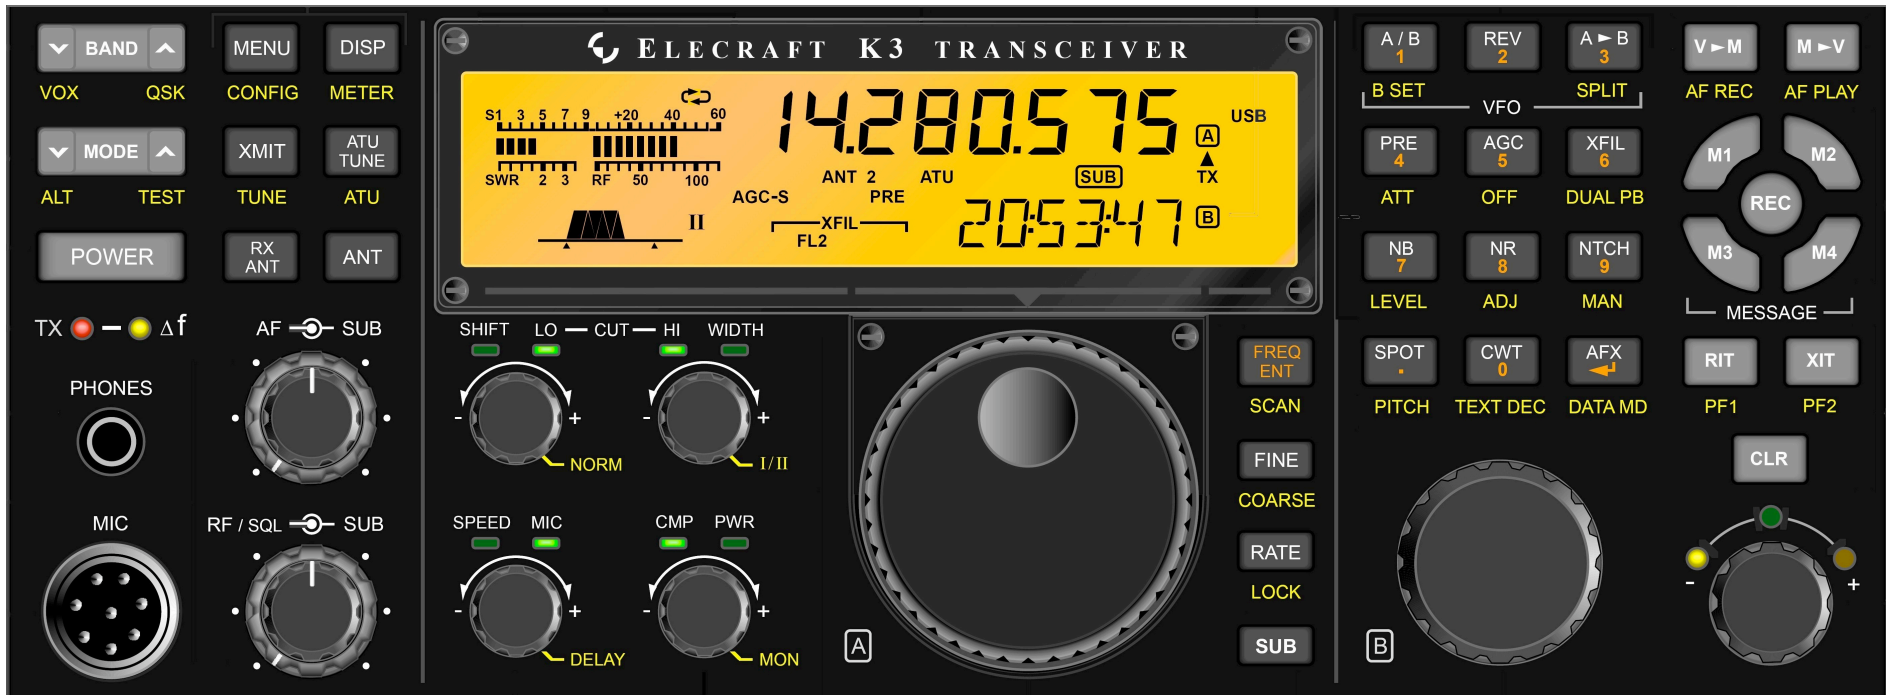 BAND
VOX QSK
MODE
ALT TEST
POWER
MENU DISP
CONFIG METER
XMIT ATU TUNE
TUNE ATU
RX ANT ANT
TX Δf
PHONES
MIC
AF SUB
RF / SQL SUB
ELECRAFT K3 TRANSCEIVER
S1 3 5 7 9 +20 40 60
SWR 2 3 RF 50 100
14.280.575
USB
A
TX
ANT 2 ATU SUB
AGC-S PRE
XFIL
FL2
II
20:53:47 B
SHIFT LO CUT HI WIDTH
- + - +
NORM I/II
SPEED MIC CMP PWR
- + - +
DELAY MON
A
FREQ ENT
SCAN
FINE
COARSE
RATE
LOCK
SUB
A / B 1 REV 2 A►B 3
B SET SPLIT
VFO
PRE 4 AGC 5 XFIL 6
ATT OFF DUAL PB
NB 7 NR 8 NTCH 9
LEVEL ADJ MAN
SPOT . CWT 0 AFX
PITCH TEXT DEC DATA MD
B
V►M M►V
AF REC AF PLAY
M1 M2
REC
M3 M4
MESSAGE
RIT XIT
PF1 PF2
CLR
- +